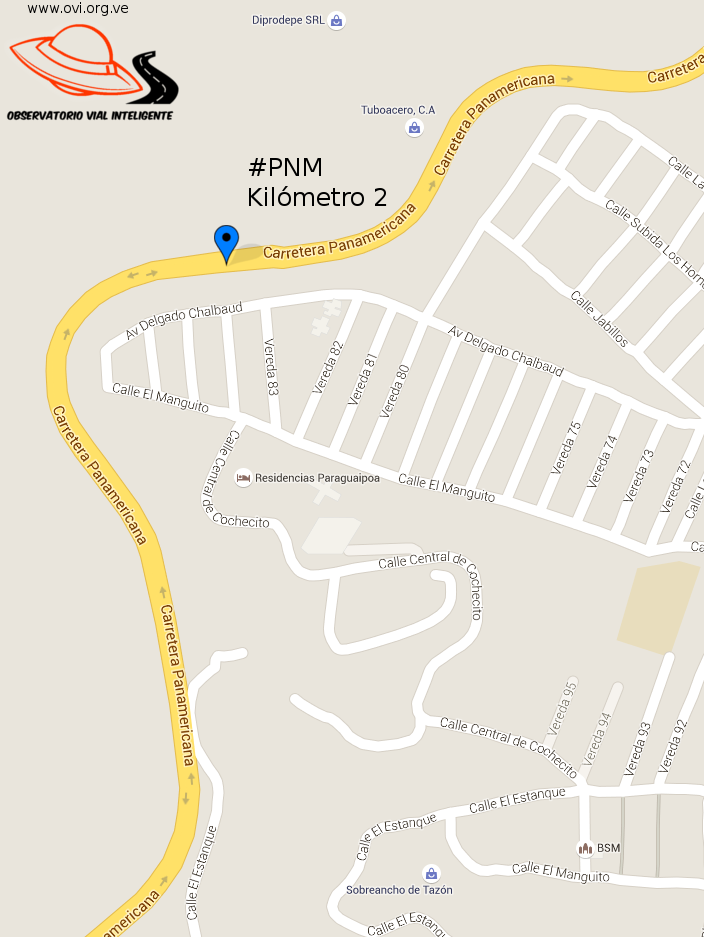 www.ovi.org.ve
Diprodepe SRL
OBSERVATORIO VIAL INTELIGENTE
Carretera
Carretera Panamericana
Tuboacero, C.A
#PNM
Kilómetro 2
Calle La
Calle Subida Los Horno
Carretera Panamericana
Calle Jabillos
Av Delgado Chalbaud
Av Delgado Chalbaud
Vereda 83
Vereda 82
Vereda 81
Vereda 80
Calle El Manguito
Carretera Panamericana
Calle Central de Cochecito
Residencias Paraguaipoa
Calle El Manguito
Vereda 75
Vereda 74
Vereda 73
Vereda 72
Calle L
Ca
Calle Central de Cochecito
Carretera Panamericana
Vereda 95
Vereda 94
Vereda 93
Vereda 92
Calle Central de Cochecito
Calle El Estanque
Calle El Estanque
Calle El Estanque
BSM
Calle El Manguito
Sobreancho de Tazón
Calle El Estanq
americana